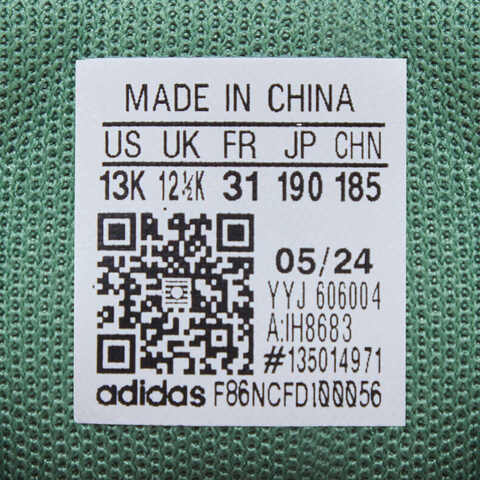 MADE IN CHINA
US UK FR JP CHN
13K 12½K 31 190 185
05/24
YYJ 606004
A:IH8683
#135014971
adidas F86NCFD100056